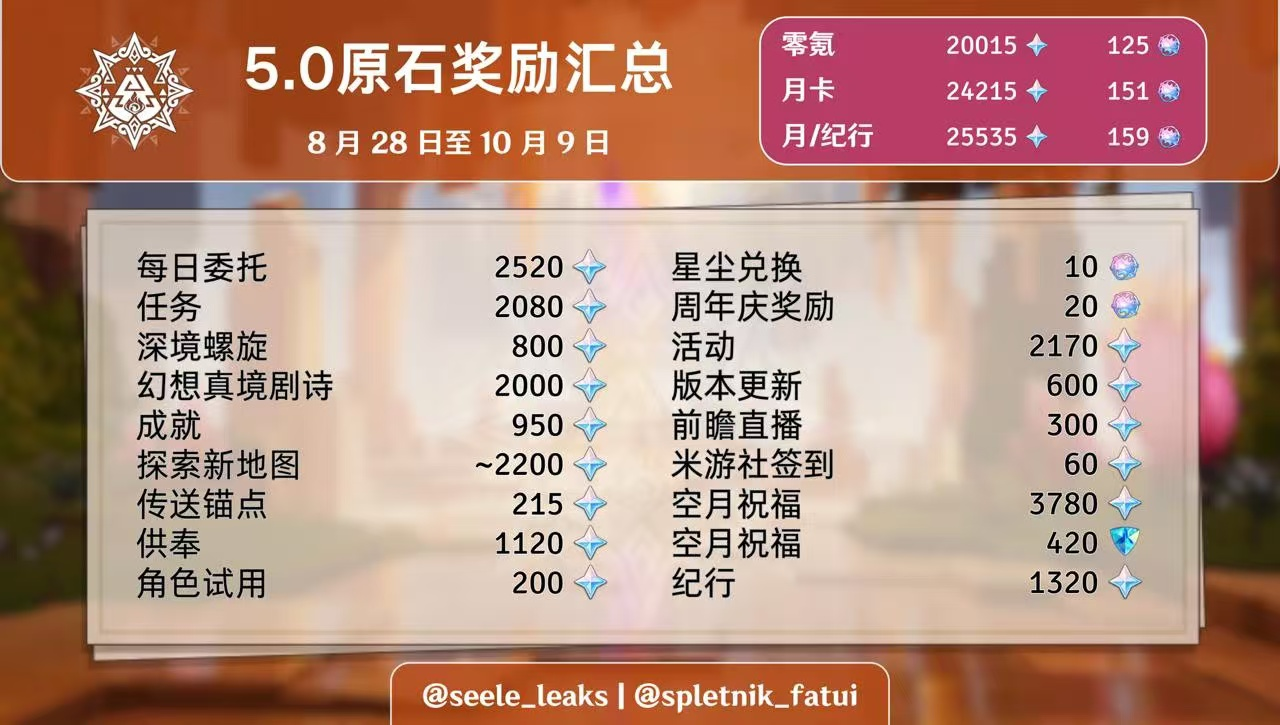 5.0原石奖励汇总
8月28日至10月9日
零氪 20015 125
月卡 24215 151
月/纪行 25535 159
每日委托 2520
任务 2080
深境螺旋 800
幻想真境剧诗 2000
成就 950
探索新地图 ~2200
传送锚点 215
供奉 1120
角色试用 200
星尘兑换 10
周年庆奖励 20
活动 2170
版本更新 600
前瞻直播 300
米游社签到 60
空月祝福 3780
空月祝福 420
纪行 1320
@seele_leaks | @spletnik_fatui